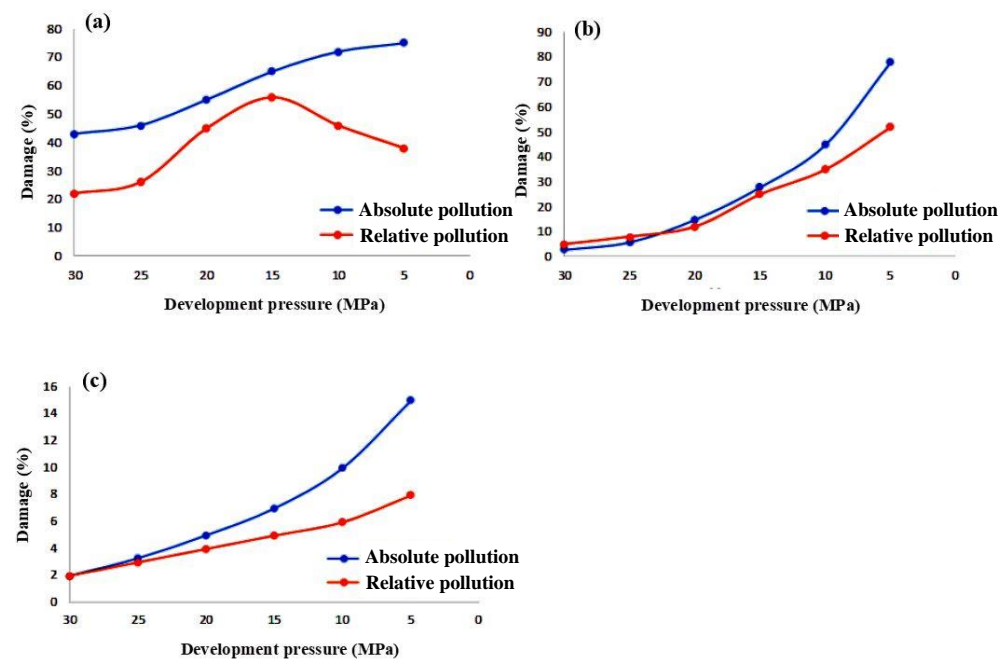 (a)
80
70
60
50
40
30
20
10
0
Damage (%)
Absolute pollution
Relative pollution
30 25 20 15 10 5 0
Development pressure (MPa)
(b)
90
80
70
60
50
40
30
20
10
0
Damage (%)
Absolute pollution
Relative pollution
30 25 20 15 10 5 0
Development pressure (MPa)
(c)
16
14
12
10
8
6
4
2
0
Damage (%)
Absolute pollution
Relative pollution
30 25 20 15 10 5 0
Development pressure (MPa)